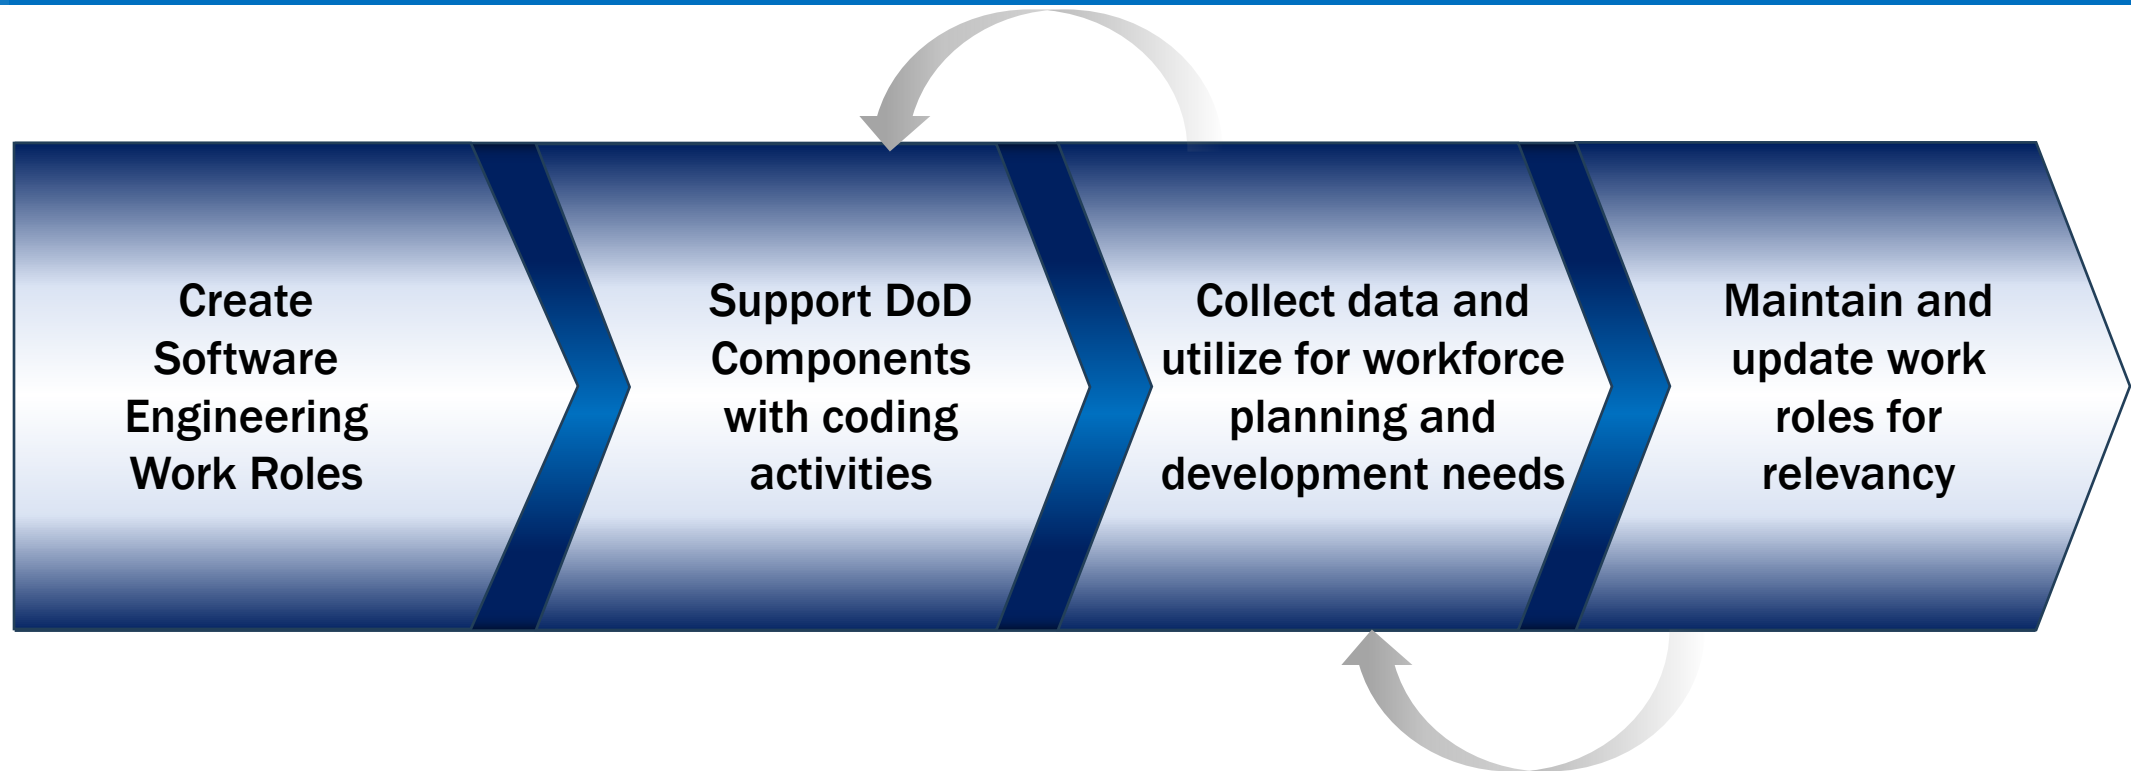 Create
Software
Engineering
Work Roles
Support DoD
Components
with coding
activities
Collect data and
utilize for workforce
planning and
development needs
Maintain and
update work
roles for
relevancy